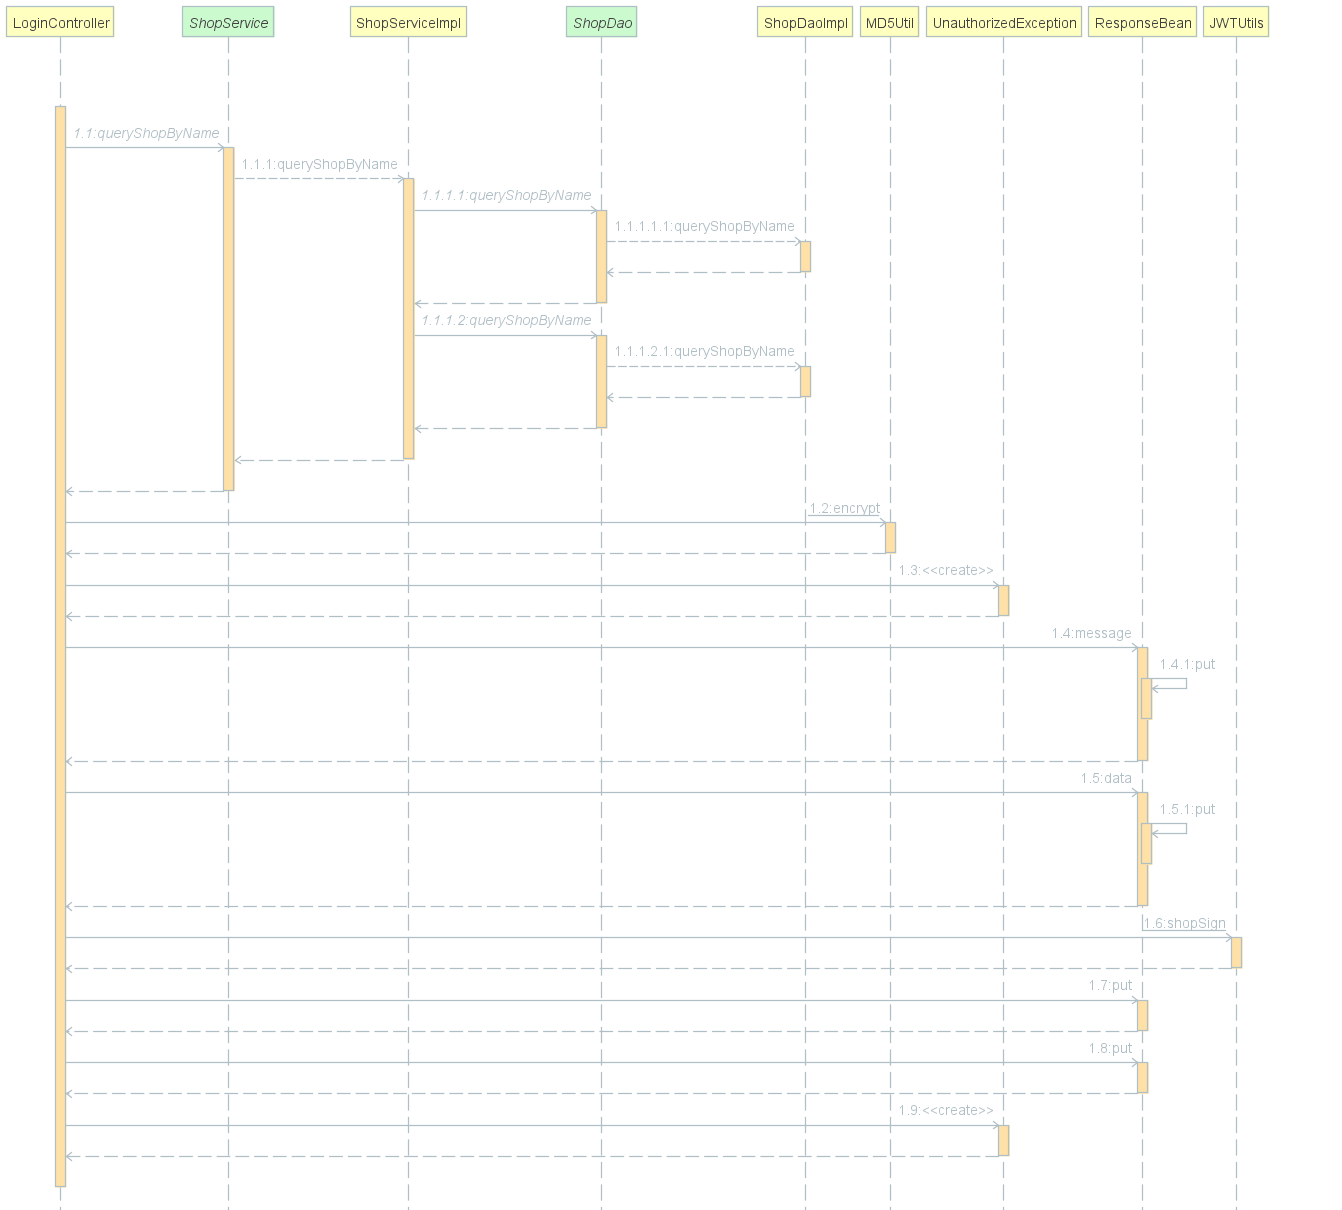 LoginController
ShopService
ShopServiceImpl
ShopDao
ShopDaoImpl
MD5Util
UnauthorizedException
ResponseBean
JWTUtils
1.1:queryShopByName
1.1.1:queryShopByName
1.1.1.1:queryShopByName
1.1.1.1.1:queryShopByName
1.1.1.2:queryShopByName
1.1.1.2.1:queryShopByName
1.2:encrypt
1.3:<<create>>
1.4:message
1.4.1:put
1.5:data
1.5.1:put
1.6:shopSign
1.7:put
1.8:put
1.9:<<create>>